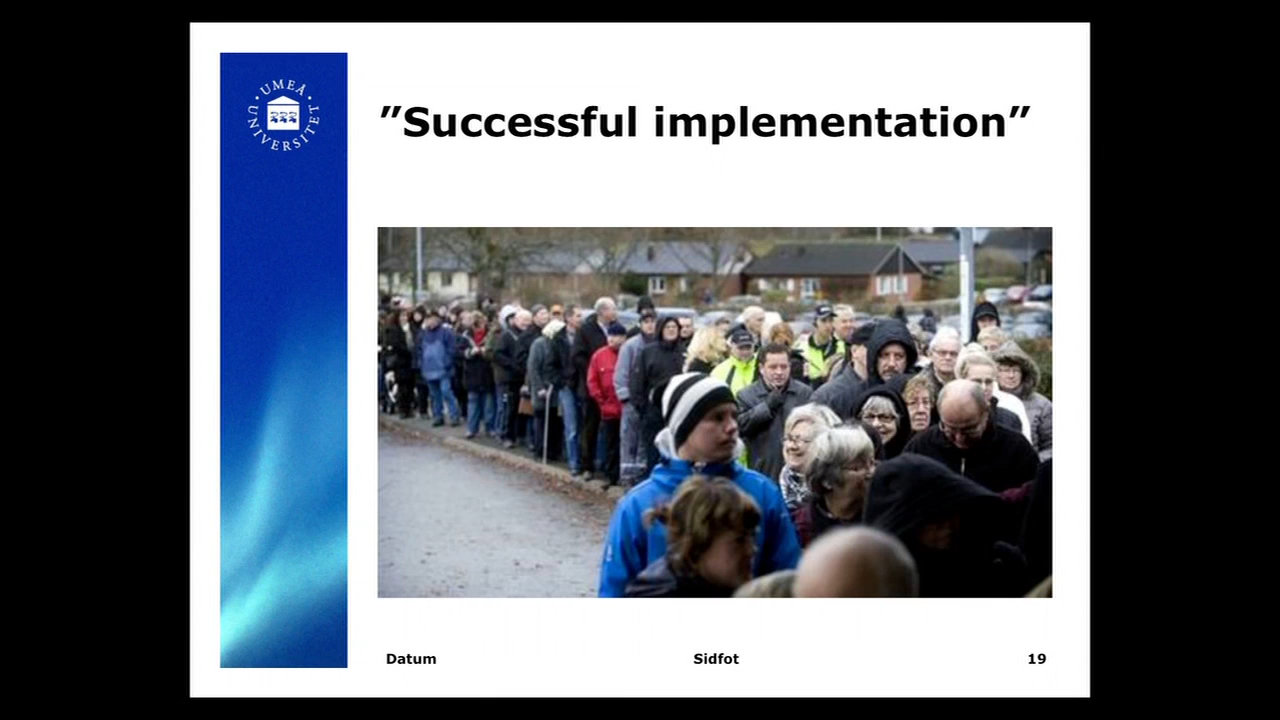 UMEÅ UNIVERSITET
”Successful implementation”
Datum
Sidfot
19